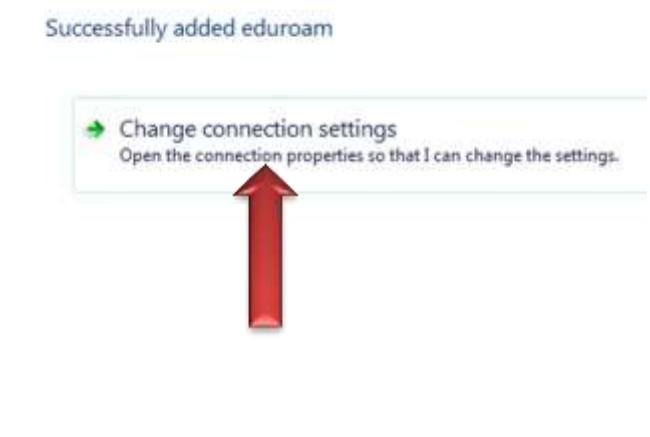 Successfully added eduroam
Change connection settings
Open the connection properties so that I can change the settings.